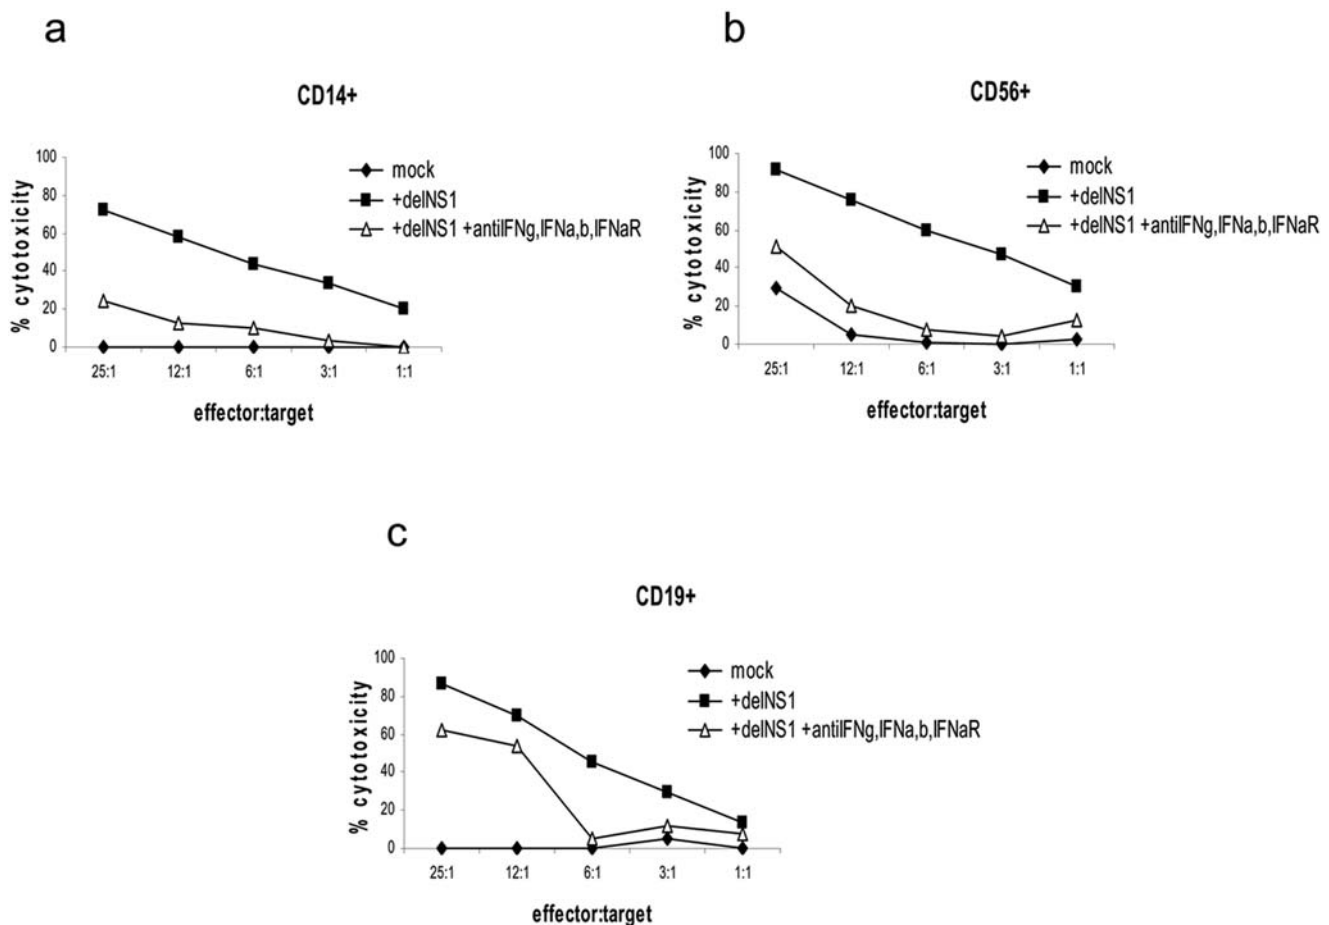 a
CD14+
mock
+delNS1
+delNS1 +antiIFNg,IFNa,b,IFNaR
% cytotoxicity
100
80
60
40
20
0
25:1 12:1 6:1 3:1 1:1
effector:target
b
CD56+
mock
+delNS1
+delNS1 +antiIFNg,IFNa,b,IFNaR
% cytotoxicity
100
80
60
40
20
0
25:1 12:1 6:1 3:1 1:1
effector:target
c
CD19+
mock
+delNS1
+delNS1 +antiIFNg,IFNa,b,IFNaR
% cytotoxicity
100
80
60
40
20
0
25:1 12:1 6:1 3:1 1:1
effector:target